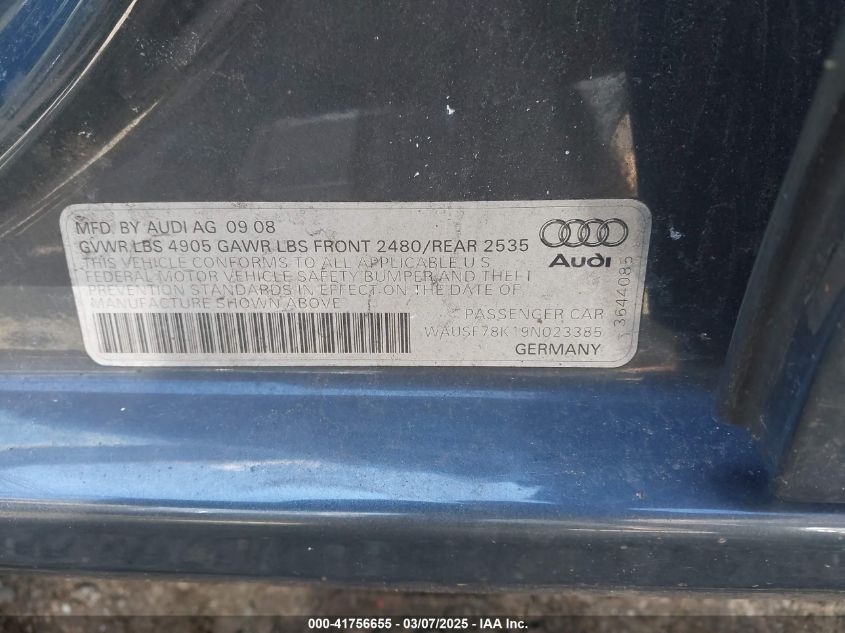 MFD. BY AUDI AG 09 08
GVWR LBS 4905 GAWR LBS FRONT 2480/REAR 2535
THIS VEHICLE CONFORMS TO ALL APPLICABLE U.S.
FEDERAL MOTOR VEHICLE SAFETY BUMPER AND THEFT
PREVENTION STANDARDS IN EFFECT ON THE DATE OF
MANUFACTURE SHOWN ABOVE
Audi
PASSENGER CAR
WAUSF78K19N023385
GERMANY
T 3644085
000-41756655 - 03/07/2025 - IAA Inc.